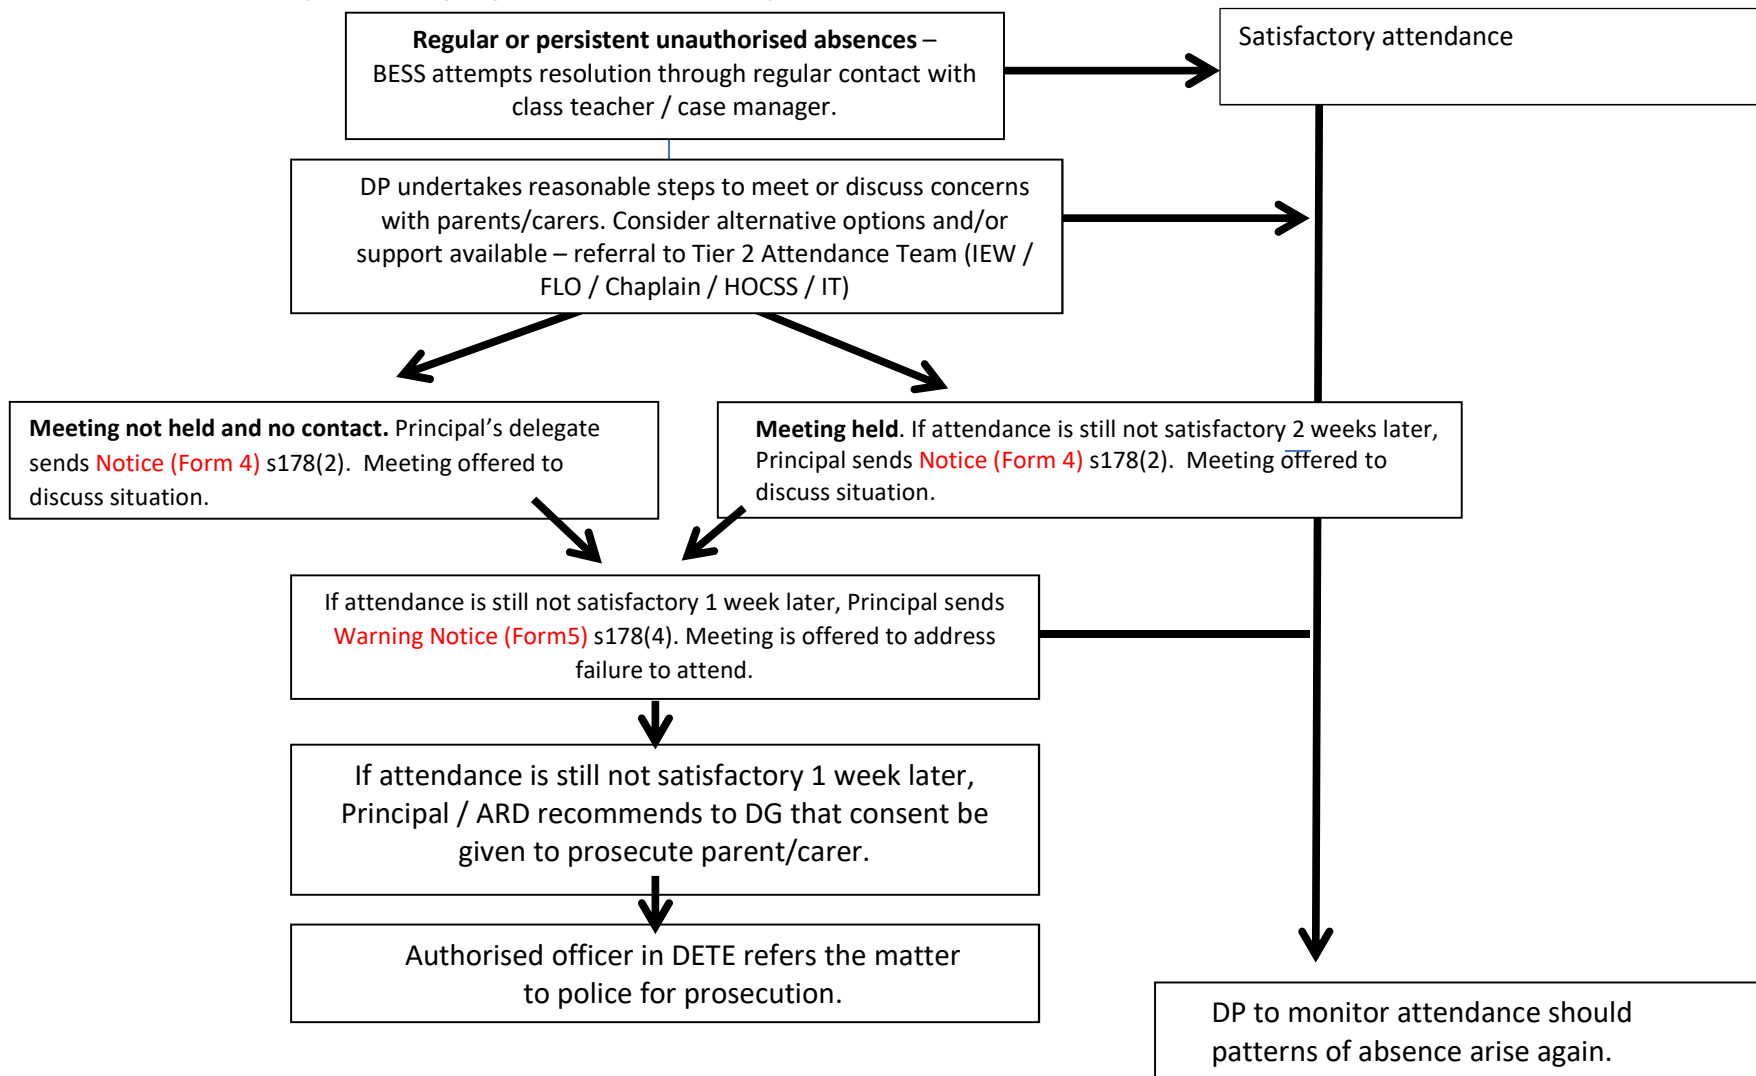 Regular or persistent unauthorised absences –
BESS attempts resolution through regular contact with
class teacher / case manager.
Satisfactory attendance
DP undertakes reasonable steps to meet or discuss concerns
with parents/carers. Consider alternative options and/or
support available – referral to Tier 2 Attendance Team (IEW /
FLO / Chaplain / HOCSS / IT)
Meeting not held and no contact. Principal's delegate
sends Notice (Form 4) s178(2). Meeting offered to
discuss situation.
Meeting held. If attendance is still not satisfactory 2 weeks later,
Principal sends Notice (Form 4) s178(2). Meeting offered to
discuss situation.
If attendance is still not satisfactory 1 week later, Principal sends
Warning Notice (Form5) s178(4). Meeting is offered to address
failure to attend.
If attendance is still not satisfactory 1 week later,
Principal / ARD recommends to DG that consent be
given to prosecute parent/carer.
Authorised officer in DETE refers the matter
to police for prosecution.
DP to monitor attendance should
patterns of absence arise again.